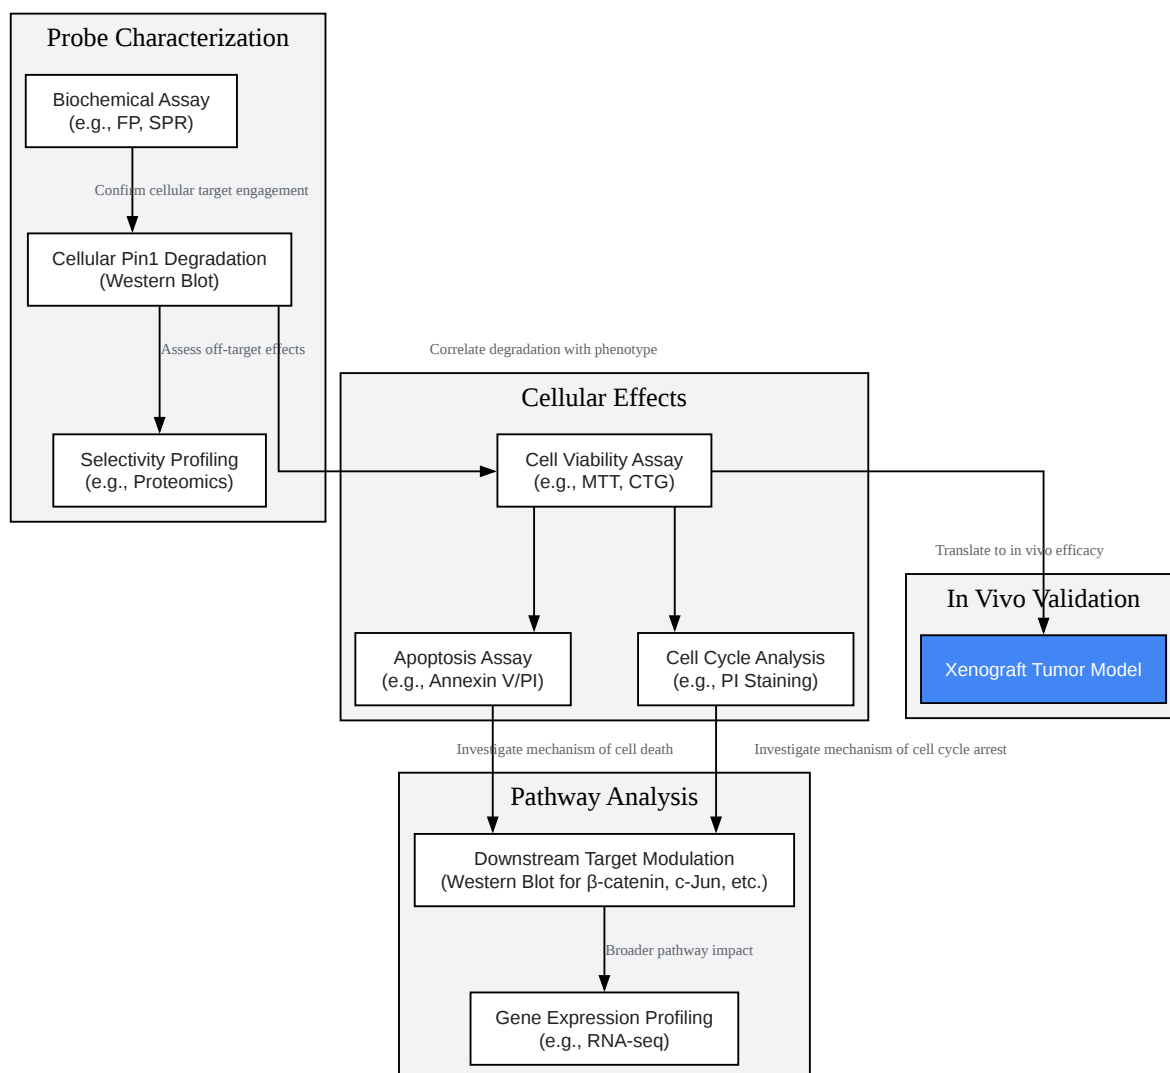 Probe Characterization
Biochemical Assay
(e.g., FP, SPR)
Confirm cellular target engagement
Cellular Pin1 Degradation
(Western Blot)
Assess off-target effects
Selectivity Profiling
(e.g., Proteomics)
Correlate degradation with phenotype
Cellular Effects
Cell Viability Assay
(e.g., MTT, CTG)
Translate to in vivo efficacy
In Vivo Validation
Xenograft Tumor Model
Apoptosis Assay
(e.g., Annexin V/PI)
Cell Cycle Analysis
(e.g., PI Staining)
Investigate mechanism of cell death
Investigate mechanism of cell cycle arrest
Pathway Analysis
Downstream Target Modulation
(Western Blot for β-catenin, c-Jun, etc.)
Broader pathway impact
Gene Expression Profiling
(e.g., RNA-seq)